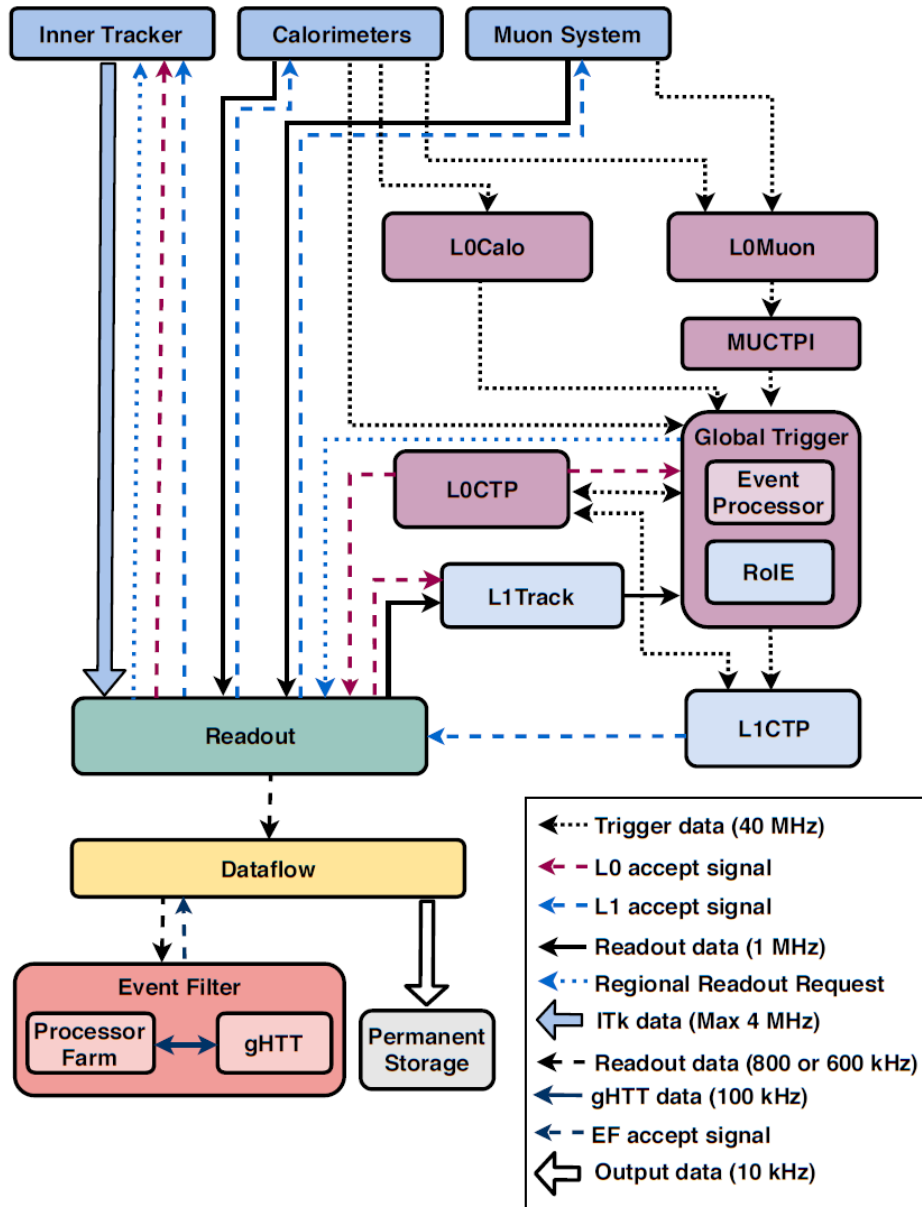 Inner Tracker
Calorimeters
Muon System
L0Calo
L0Muon
MUCTPI
Global Trigger
Event
Processor
RoIE
L0CTP
L1Track
L1CTP
Readout
Dataflow
Event Filter
Processor
Farm
gHTT
Permanent
Storage
Trigger data (40 MHz)
L0 accept signal
L1 accept signal
Readout data (1 MHz)
Regional Readout Request
ITk data (Max 4 MHz)
Readout data (800 or 600 kHz)
gHTT data (100 kHz)
EF accept signal
Output data (10 kHz)